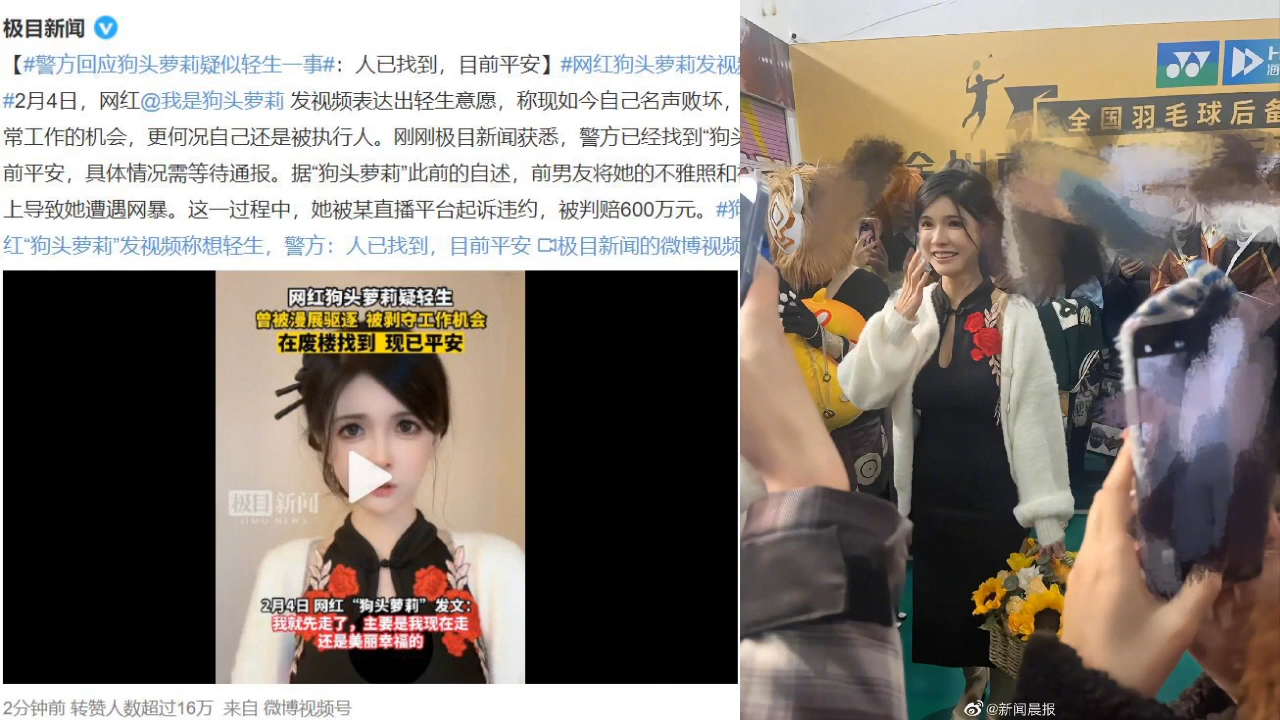 极目新闻
【#警方回应狗头萝莉疑似轻生一事#：人已找到，目前平安】#网红狗头萝莉发视
#2月4日，网红@我是狗头萝莉 发视频表达出轻生意愿，称现如今自己名声败坏，
常工作的机会，更何况自己还是被执行人。刚刚极目新闻获悉，警方已经找到“狗
前平安，具体情况需等待通报。据“狗头萝莉”此前的自述，前男友将她的不雅照和
上导致她遭遇网暴。这一过程中，她被某直播平台起诉违约，被判赔600万元。#
红“狗头萝莉”发视频称想轻生，警方：人已找到，目前平安 极目新闻的微博视频
网红狗头萝莉疑轻生
曾被漫展驱逐 被剥夺工作机会
在废楼找到 现已平安
极目新闻
JIMU NEWS
2月4日 网红“狗头萝莉”发文：
我就先走了，主要是我现在走
还是美丽幸福的
2分钟前 转赞人数超过16万 来自 微博视频号
全国羽毛球后备
@新闻晨报